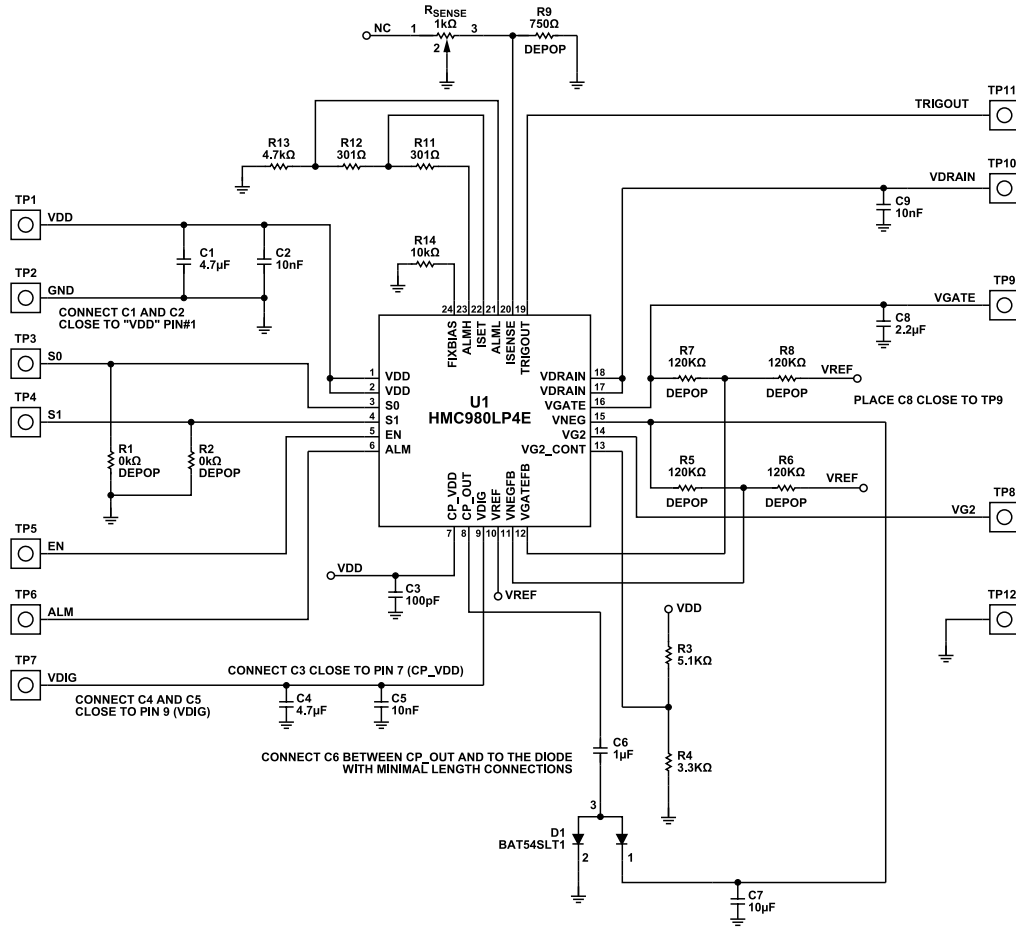 RSENSE
1kΩ
NC
1
3
2
R9
750Ω
DEPOP
TP11
TRIGOUT
R13
4.7kΩ
R12
301Ω
R11
301Ω
TP10
VDRAIN
C9
10nF
TP1
VDD
C1
4.7µF
C2
10nF
R14
10kΩ
TP2
GND
CONNECT C1 AND C2
CLOSE TO "VDD" PIN#1
TP9
VGATE
C8
2.2µF
24 23 22 21 20 19
FIXBIAS
ALMH
ISET
ALML
ISENSE
TRIGOUT
TP3
S0
R7
120KΩ
DEPOP
R8
120KΩ
DEPOP
VREF
PLACE C8 CLOSE TO TP9
1 VDD
2 VDD
3 S0
4 S1
5 EN
6 ALM
U1
HMC980LP4E
VDRAIN 18
VDRAIN 17
VGATE 16
VNEG 15
VG2 14
VG2_CONT 13
TP4
S1
R1
0kΩ
DEPOP
R2
0kΩ
DEPOP
R5
120KΩ
DEPOP
R6
120KΩ
DEPOP
VREF
CP_VDD
CP_OUT
VDIG
VREF
VNEGFB
VGATEFB
7 8 9 10 11 12
TP8
VG2
TP5
EN
VDD
C3
100pF
VREF
TP6
ALM
TP12
VDD
R3
5.1KΩ
TP7
VDIG
CONNECT C3 CLOSE TO PIN 7 (CP_VDD)
CONNECT C4 AND C5
CLOSE TO PIN 9 (VDIG)
C4
4.7µF
C5
10nF
CONNECT C6 BETWEEN CP_OUT AND TO THE DIODE
WITH MINIMAL LENGTH CONNECTIONS
C6
1µF
R4
3.3KΩ
3
D1
BAT54SLT1
2
1
C7
10µF